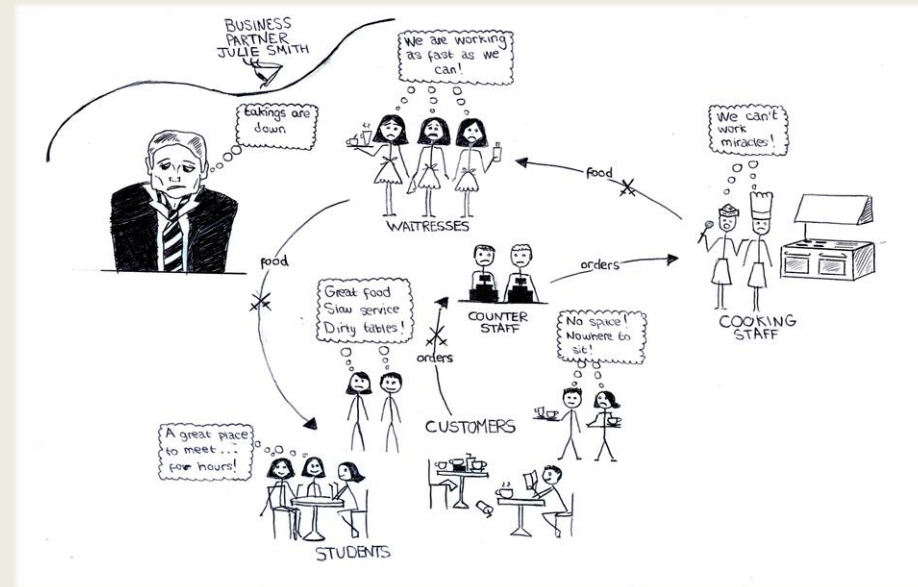 BUSINESS
PARTNER
JULIE SMITH
takings are
down
We are working
as fast as we
can!
WAITRESSES
We can't
work
miracles!
food
food
orders
COUNTER
STAFF
COOKING
STAFF
Great food
Slow service
Dirty tables!
orders
No space!
Nowhere to
sit!
CUSTOMERS
A great place
to meet...
for hours!
STUDENTS